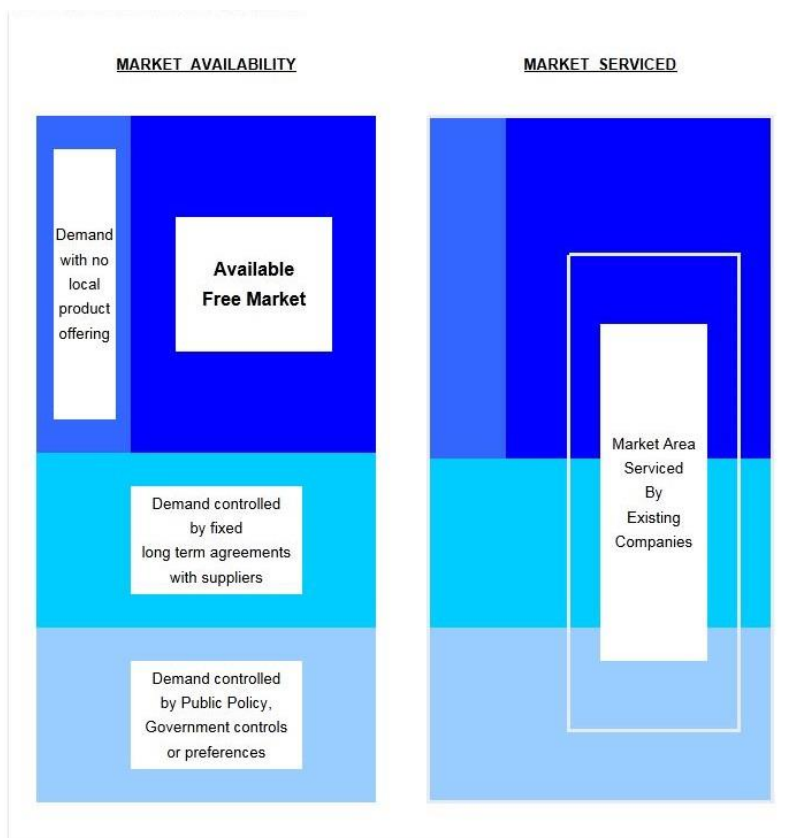 MARKET AVAILABILITY
MARKET SERVICED
Demand
with no
local
product
offering
Available
Free Market
Demand controlled
by fixed
long term agreements
with suppliers
Demand controlled
by Public Policy,
Government controls
or preferences
Market Area
Serviced
By
Existing
Companies